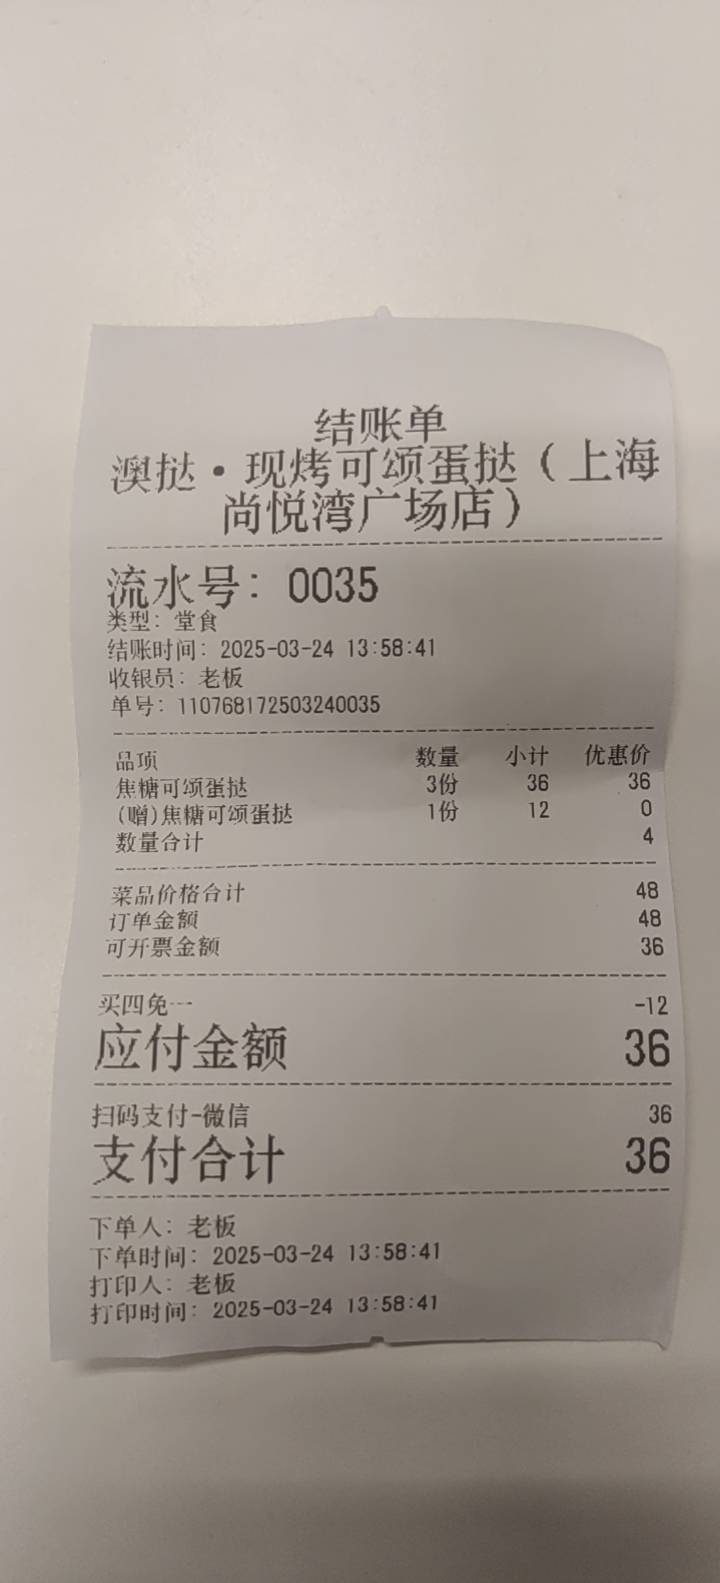 结账单
澳挞·现烤可颂蛋挞（上海
尚悦湾广场店）
流水号：0035
类型：堂食
结账时间：2025-03-24 13:58:41
收银员：老板
单号：110768172503240035
品项 数量 小计 优惠价
焦糖可颂蛋挞 3份 36 36
(赠)焦糖可颂蛋挞 1份 12 0
数量合计 4
菜品价格合计 48
订单金额 48
可开票金额 36
买四免一 -12
应付金额 36
扫码支付-微信 36
支付合计 36
下单人：老板
下单时间：2025-03-24 13:58:41
打印人：老板
打印时间：2025-03-24 13:58:41